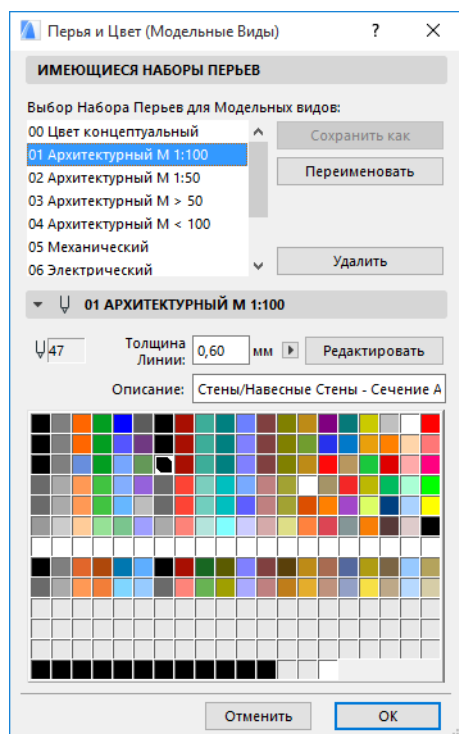 Перья и Цвет (Модельные Виды) ?
ИМЕЮЩИЕСЯ НАБОРЫ ПЕРЬЕВ
Выбор Набора Перьев для Модельных видов:
00 Цвет концептуальный
01 Архитектурный М 1:100
02 Архитектурный М 1:50
03 Архитектурный М > 50
04 Архитектурный М < 100
05 Механический
06 Электрический
Сохранить как
Переименовать
Удалить
01 АРХИТЕКТУРНЫЙ М 1:100
47 Толщина Линии: 0,60 мм Редактировать
Описание: Стены/Навесные Стены - Сечение А
Отменить ОК